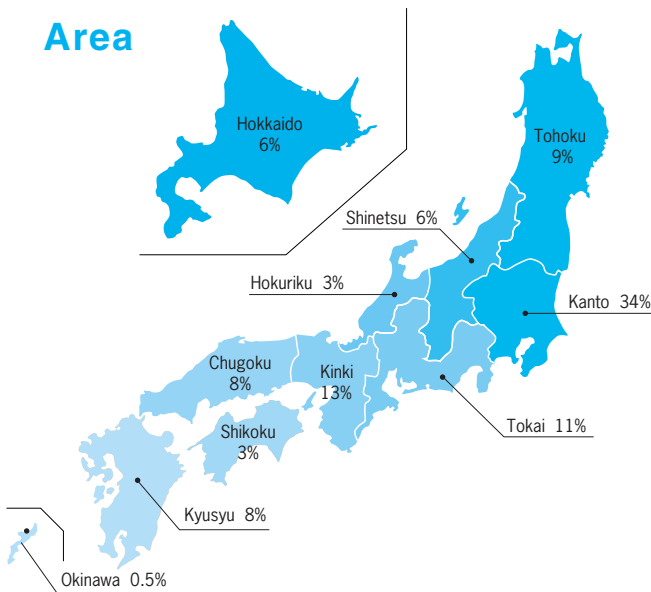 Area
Hokkaido
6%
Tohoku
9%
Shinetsu 6%
Hokuriku 3%
Kanto 34%
Chugoku
8%
Kinki
13%
Tokai 11%
Shikoku
3%
Kyusyu 8%
Okinawa 0.5%